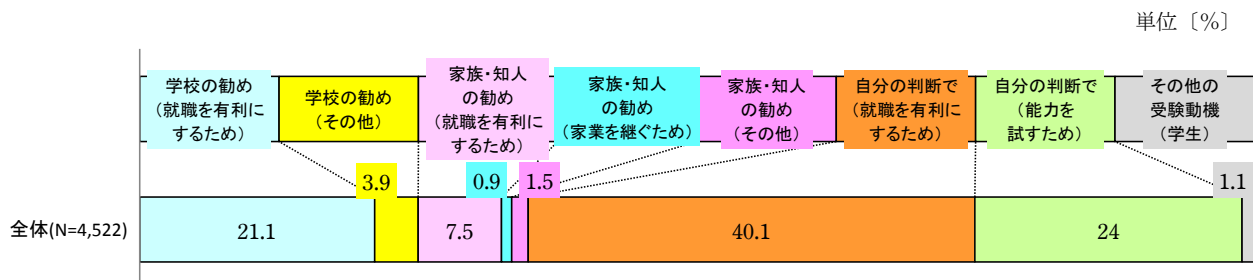 単位〔%〕
学校の勧め
(就職を有利に
するため)
学校の勧め
(その他)
家族・知人
の勧め
(就職を有利に
するため)
家族・知人
の勧め
(家業を継ぐため)
家族・知人
の勧め
(その他)
自分の判断で
(就職を有利に
するため)
自分の判断で
(能力を
試すため)
その他の
受験動機
(学生)
3.9
0.9
1.5
1.1
全体(N=4,522)
21.1
7.5
40.1
24